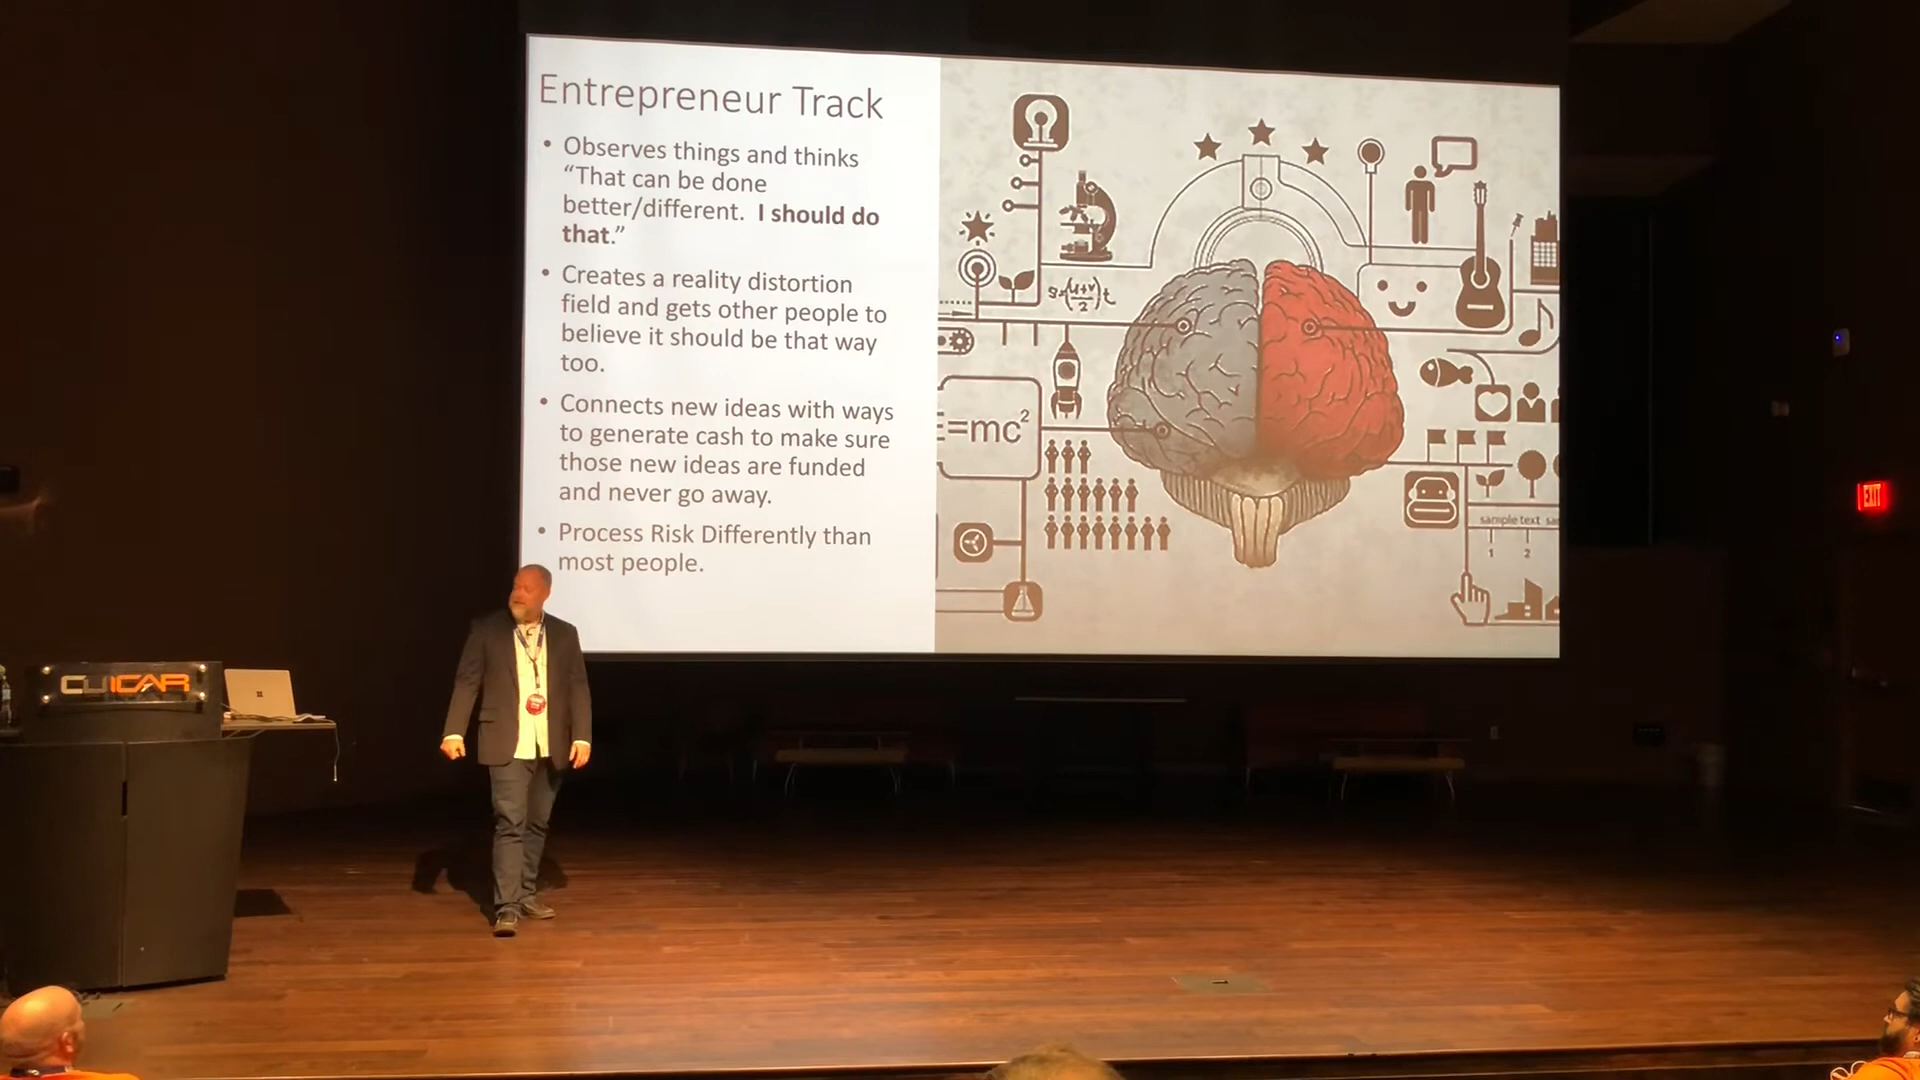 Entrepreneur Track
• Observes things and thinks
“That can be done
better/different. I should do
that.”
• Creates a reality distortion
field and gets other people to
believe it should be that way
too.
• Connects new ideas with ways
to generate cash to make sure
those new ideas are funded
and never go away.
• Process Risk Differently than
most people.
s=(u+v/2)t
E=mc²
sample text sa
1 2
CUICAR
EXIT